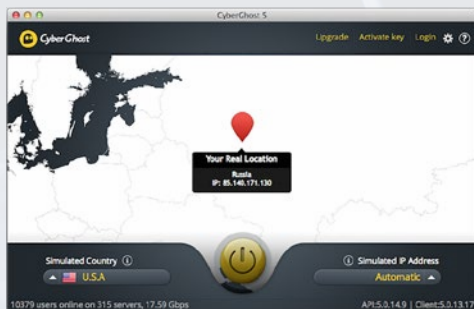 CyberGhost 5
CyberGhost
Upgrade Activate key Login
Your Real Location
Russia
IP: 85.140.171.130
Simulated Country
Simulated IP Address
U.S.A
Automatic
10379 users online on 315 servers, 17.59 Gbps
API:5.0.14.9 | Client:5.0.13.17